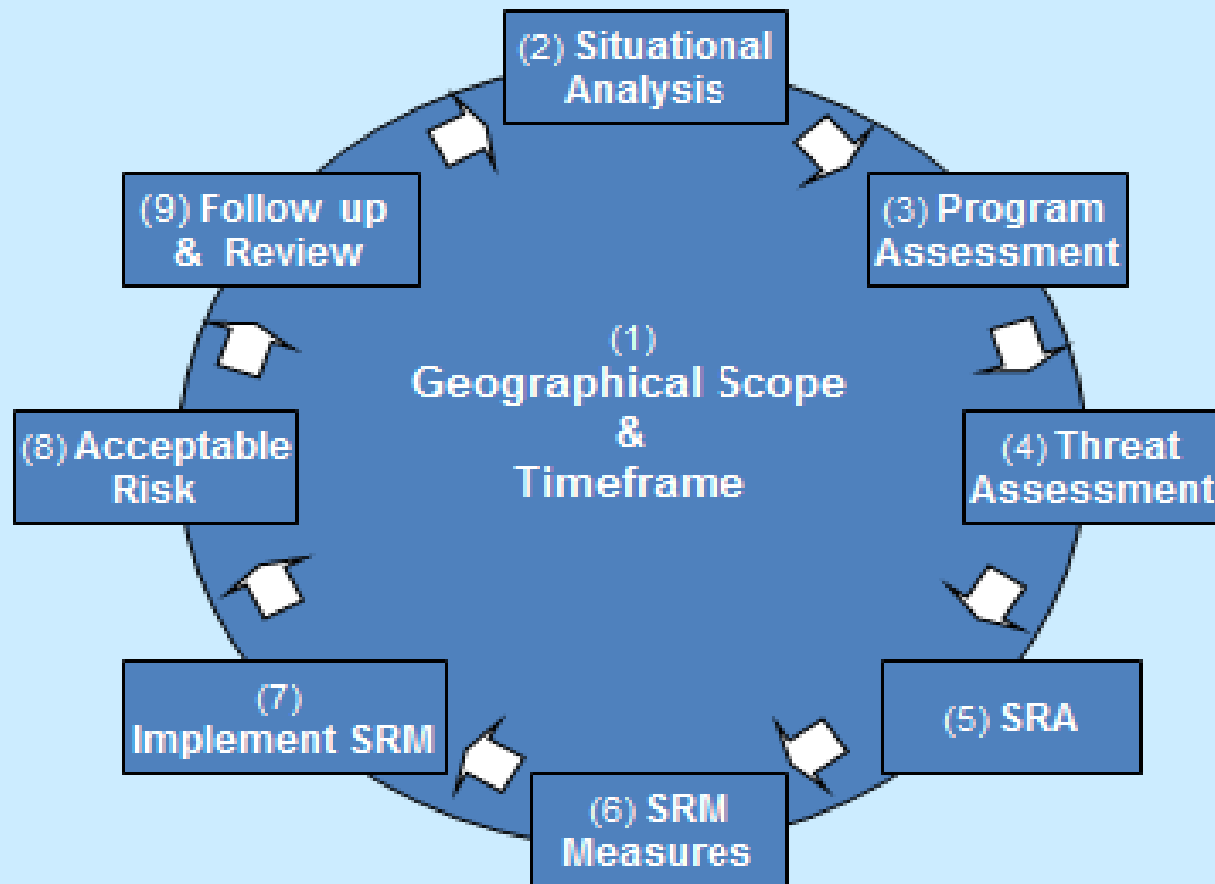 (2) Situational
Analysis
(9) Follow up
& Review
(3) Program
Assessment
(1)
Geographical Scope
&
Timeframe
(8) Acceptable
Risk
(4) Threat
Assessment
(7)
Implement SRM
(5) SRA
(6) SRM
Measures